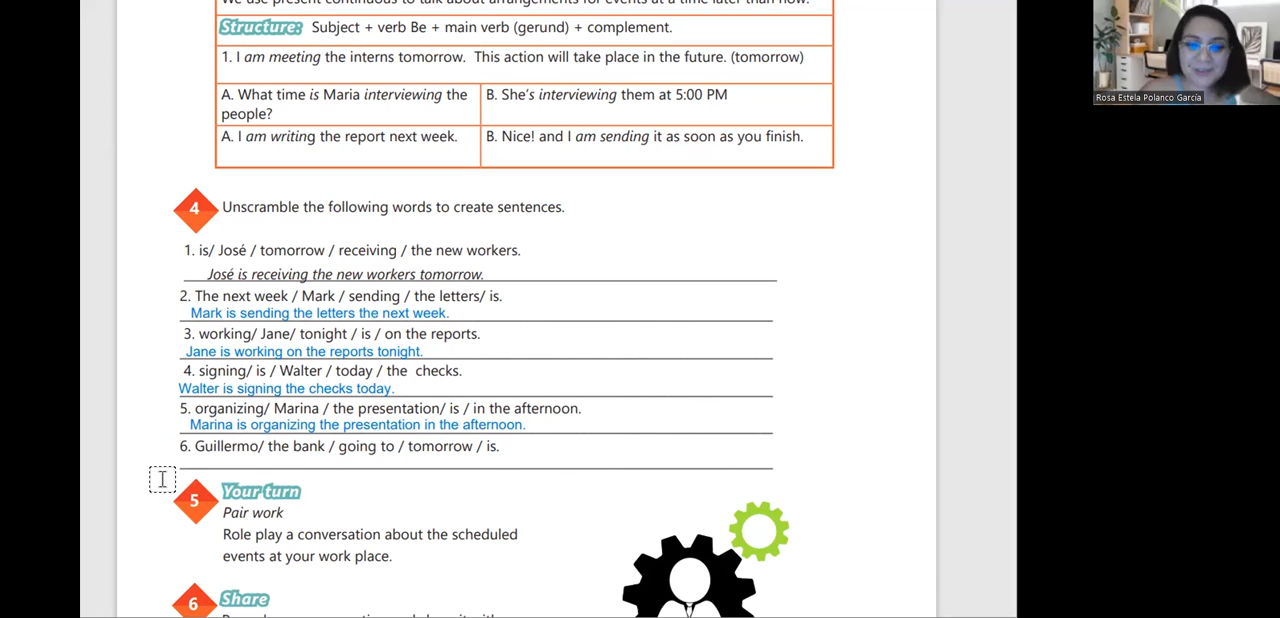 Structure: Subject + verb Be + main verb (gerund) + complement.
1. I am meeting the interns tomorrow. This action will take place in the future. (tomorrow)
A. What time is Maria interviewing the people?
B. She's interviewing them at 5:00 PM
A. I am writing the report next week.
B. Nice! and I am sending it as soon as you finish.
4 Unscramble the following words to create sentences.
1. is/ José / tomorrow / receiving / the new workers.
José is receiving the new workers tomorrow.
2. The next week / Mark / sending / the letters/ is.
Mark is sending the letters the next week.
3. working/ Jane/ tonight / is / on the reports.
Jane is working on the reports tonight.
4. signing/ is / Walter / today / the checks.
Walter is signing the checks today.
5. organizing/ Marina / the presentation/ is / in the afternoon.
Marina is organizing the presentation in the afternoon.
6. Guillermo/ the bank / going to / tomorrow / is.
5 Your turn
Pair work
Role play a conversation about the scheduled
events at your work place.
6 Share
Rosa Estela Polanco García